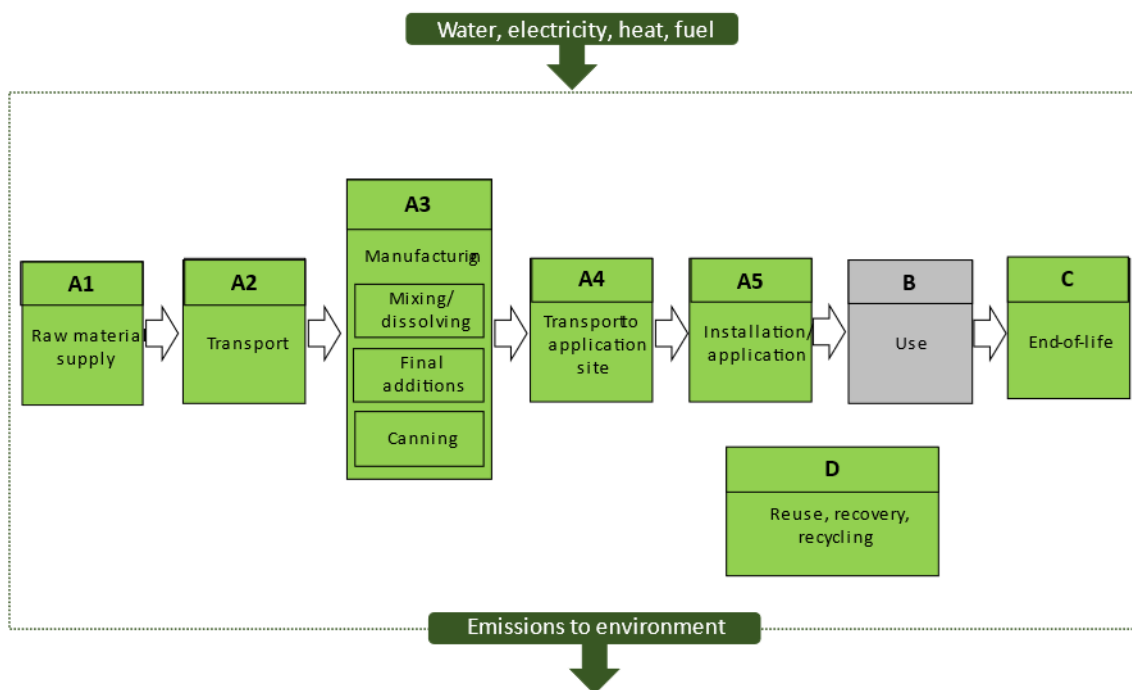 Water, electricity, heat, fuel
A1
Raw material
supply
A2
Transport
A3
Manufacturin
Mixing/
dissolving
Final
additions
Canning
A4
Transport to
application
site
A5
Installation/
application
B
Use
C
End-of-life
D
Reuse, recovery,
recycling
Emissions to environment